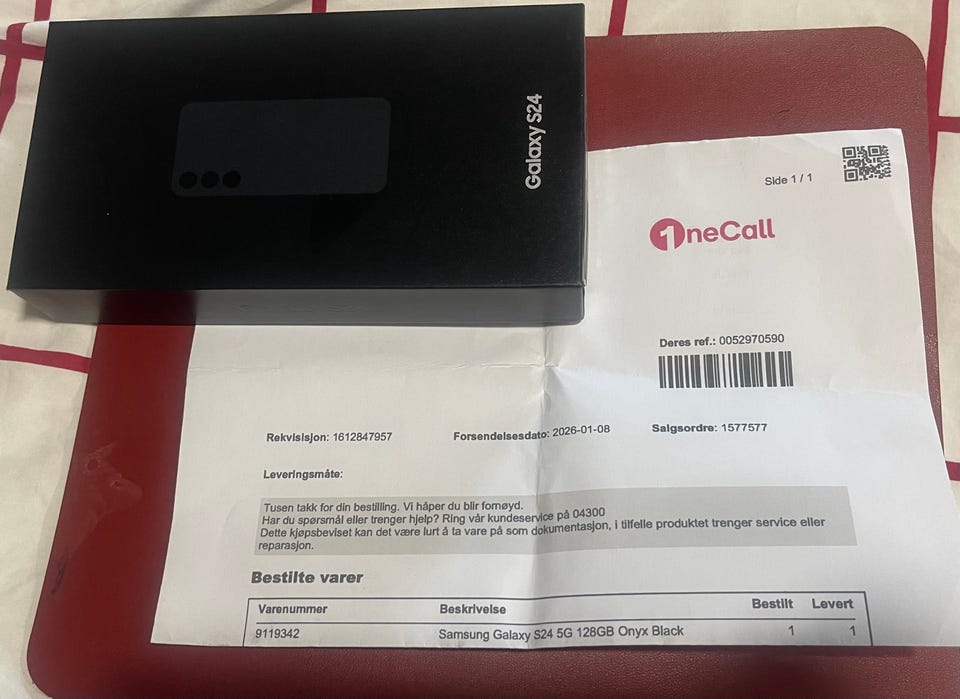 Galaxy S24
Side 1 / 1
1neCall
Deres ref.: 0052970590
Rekvisisjon: 1612847957
Forsendelsesdato: 2026-01-08
Salgsordre: 1577577
Leveringsmåte:
Tusen takk for din bestilling. Vi håper du blir fornøyd.
Har du spørsmål eller trenger hjelp? Ring vår kundeservice på 04300
Dette kjøpsbeviset kan det være lurt å ta vare på som dokumentasjon, i tilfelle produktet trenger service eller
reparasjon.
Bestilte varer
Varenummer Beskrivelse Bestilt Levert
9119342 Samsung Galaxy S24 5G 128GB Onyx Black 1 1